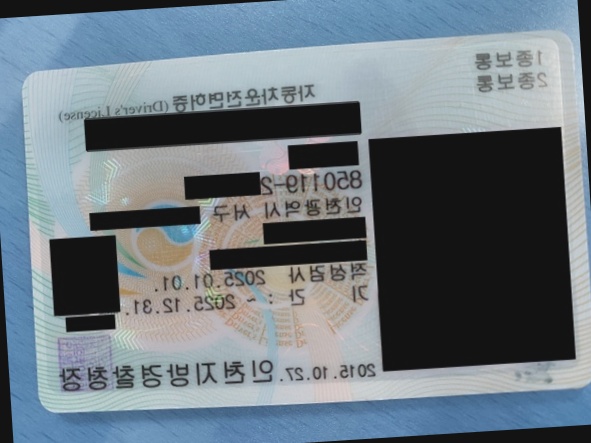 1종보통
2종보통
자동차운전면허증 (Driver's License)
850119-2
인천광역시 서구
적성검사 2025.01.01.
기 간 : ~ 2025.12.31.
2015.10.27. 인천지방경찰청장